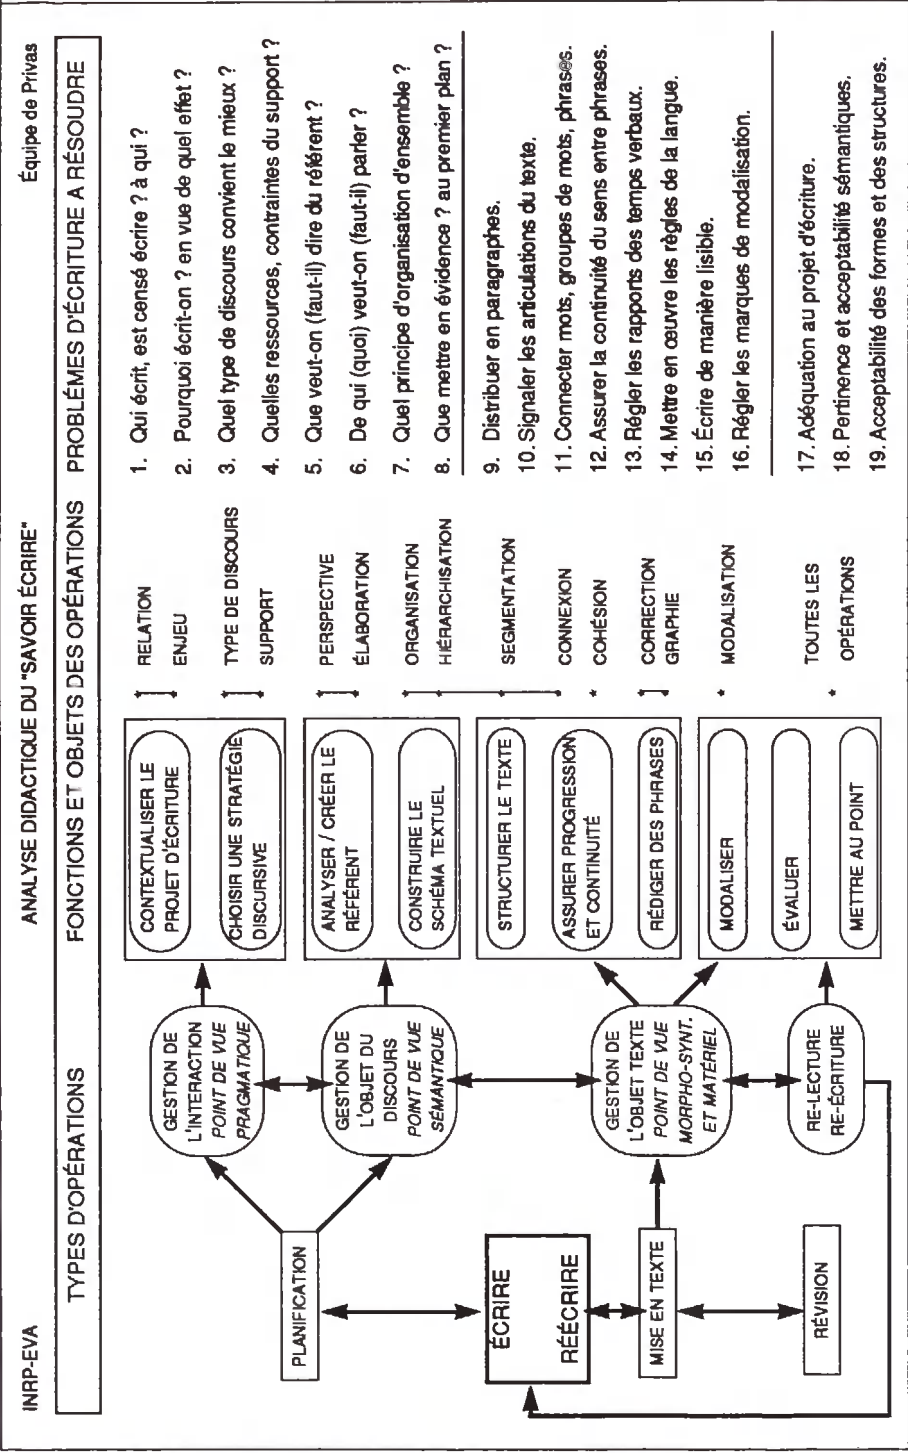 INRP-EVA
ANALYSE DIDACTIQUE DU "SAVOIR ÉCRIRE"
Équipe de Privas
TYPES D'OPÉRATIONS
FONCTIONS ET OBJETS DES OPÉRATIONS
PROBLÈMES D'ÉCRITURE A RÉSOUDRE
PLANIFICATION
ÉCRIRE
RÉÉCRIRE
MISE EN TEXTE
RÉVISION
GESTION DE
L'INTERACTION
POINT DE VUE
PRAGMATIQUE
GESTION DE
L'OBJET DU
DISCOURS
POINT DE VUE
SÉMANTIQUE
GESTION DE
L'OBJET TEXTE
POINT DE VUE
MORPHO-SYNT.
ET MATÉRIEL
RE-LECTURE
RE-ÉCRITURE
CONTEXTUALISER LE
PROJET D'ÉCRITURE
CHOISIR UNE STRATÉGIE
DISCURSIVE
ANALYSER / CRÉER LE
RÉFÉRENT
CONSTRUIRE LE
SCHÉMA TEXTUEL
STRUCTURER LE TEXTE
ASSURER PROGRESSION
ET CONTINUITÉ
RÉDIGER DES PHRASES
MODALISER
ÉVALUER
METTRE AU POINT
RELATION
ENJEU
TYPE DE DISCOURS
SUPPORT
PERSPECTIVE
ÉLABORATION
ORGANISATION
HIÉRARCHISATION
SEGMENTATION
CONNEXION
* COHÉSION
CORRECTION
GRAPHIE
* MODALISATION
TOUTES LES
* OPÉRATIONS
1. Qui écrit, est censé écrire ? à qui ?
2. Pourquoi écrit-on ? en vue de quel effet ?
3. Quel type de discours convient le mieux ?
4. Quelles ressources, contraintes du support ?
5. Que veut-on (faut-il) dire du référent ?
6. De qui (quoi) veut-on (faut-il) parler ?
7. Quel principe d'organisation d'ensemble ?
8. Que mettre en évidence ? au premier plan ?
9. Distribuer en paragraphes.
10. Signaler les articulations du texte.
11. Connecter mots, groupes de mots, phrases.
12. Assurer la continuité du sens entre phrases.
13. Régler les rapports des temps verbaux.
14. Mettre en œuvre les règles de la langue.
15. Écrire de manière lisible.
16. Régler les marques de modalisation.
17. Adéquation au projet d'écriture.
18. Pertinence et acceptabilité sémantiques.
19. Acceptabilité des formes et des structures.